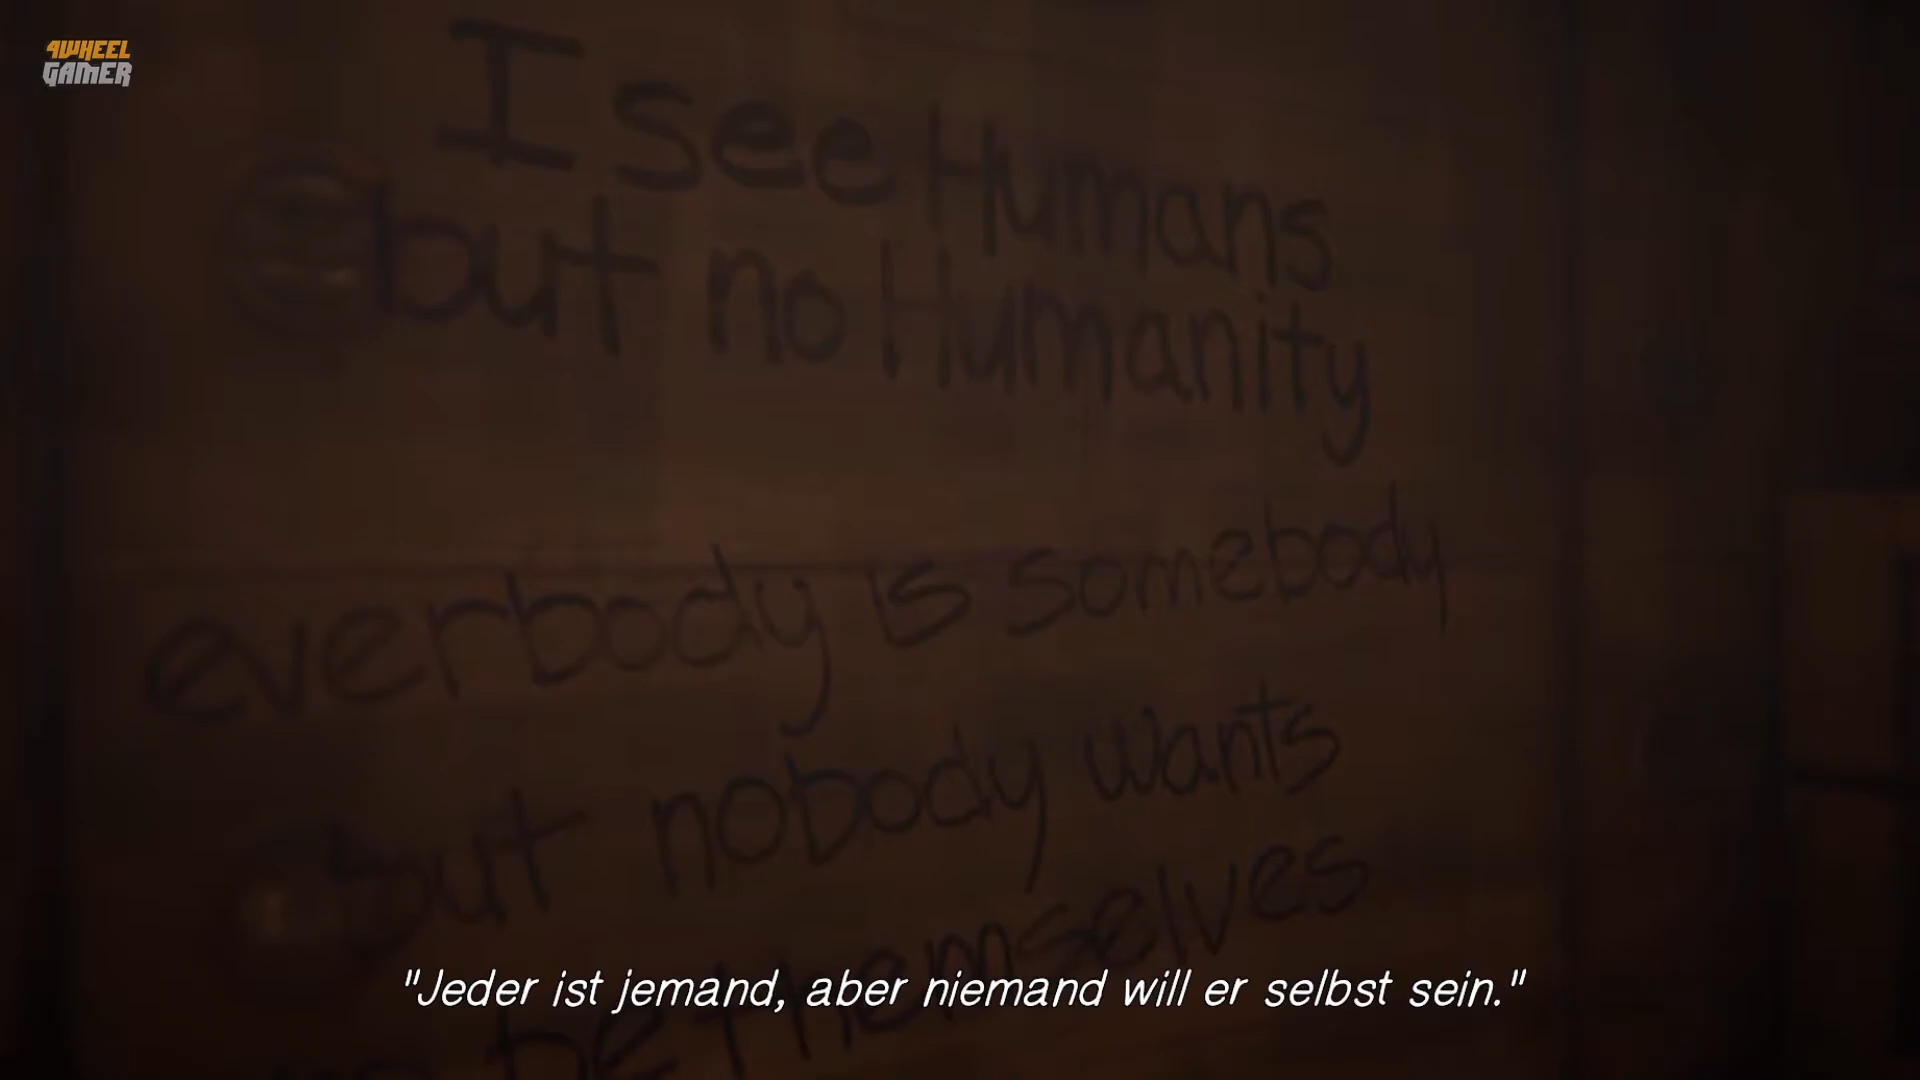 4WHEEL
GAMER
I see Humans
but no Humanity
everbody is somebody
but nobody wants
be themselves
"Jeder ist jemand, aber niemand will er selbst sein."